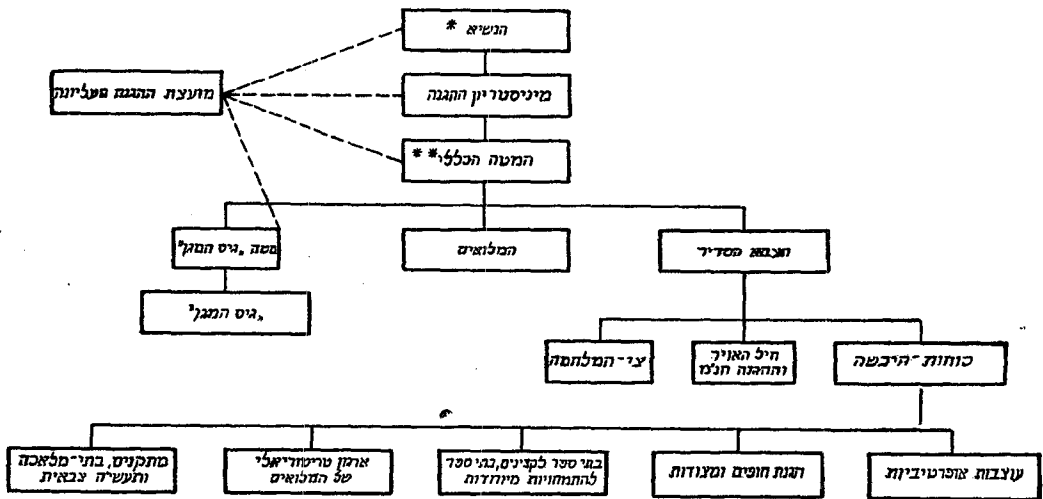 הנשיא *
מועצת ההגנה העליונה
מיניסטריון ההגנה
המטה הכללי **
מטה „גיס המגן"
המלואים
הצבא הסדיר
„גיס המגן"
צי-המלחמה
חיל האויר
וההגנה הנ״מ
כוחות-היבשה
מתקנים, בתי-מלאכה
ותעשיה צבאית
ארגון טריטוריאלי
של המלואים
בתי ספר לקצינים, בתי ספר
להתמחויות מיוחדות
הגנת חופים ומצודות
עוצבות אופרטיביות